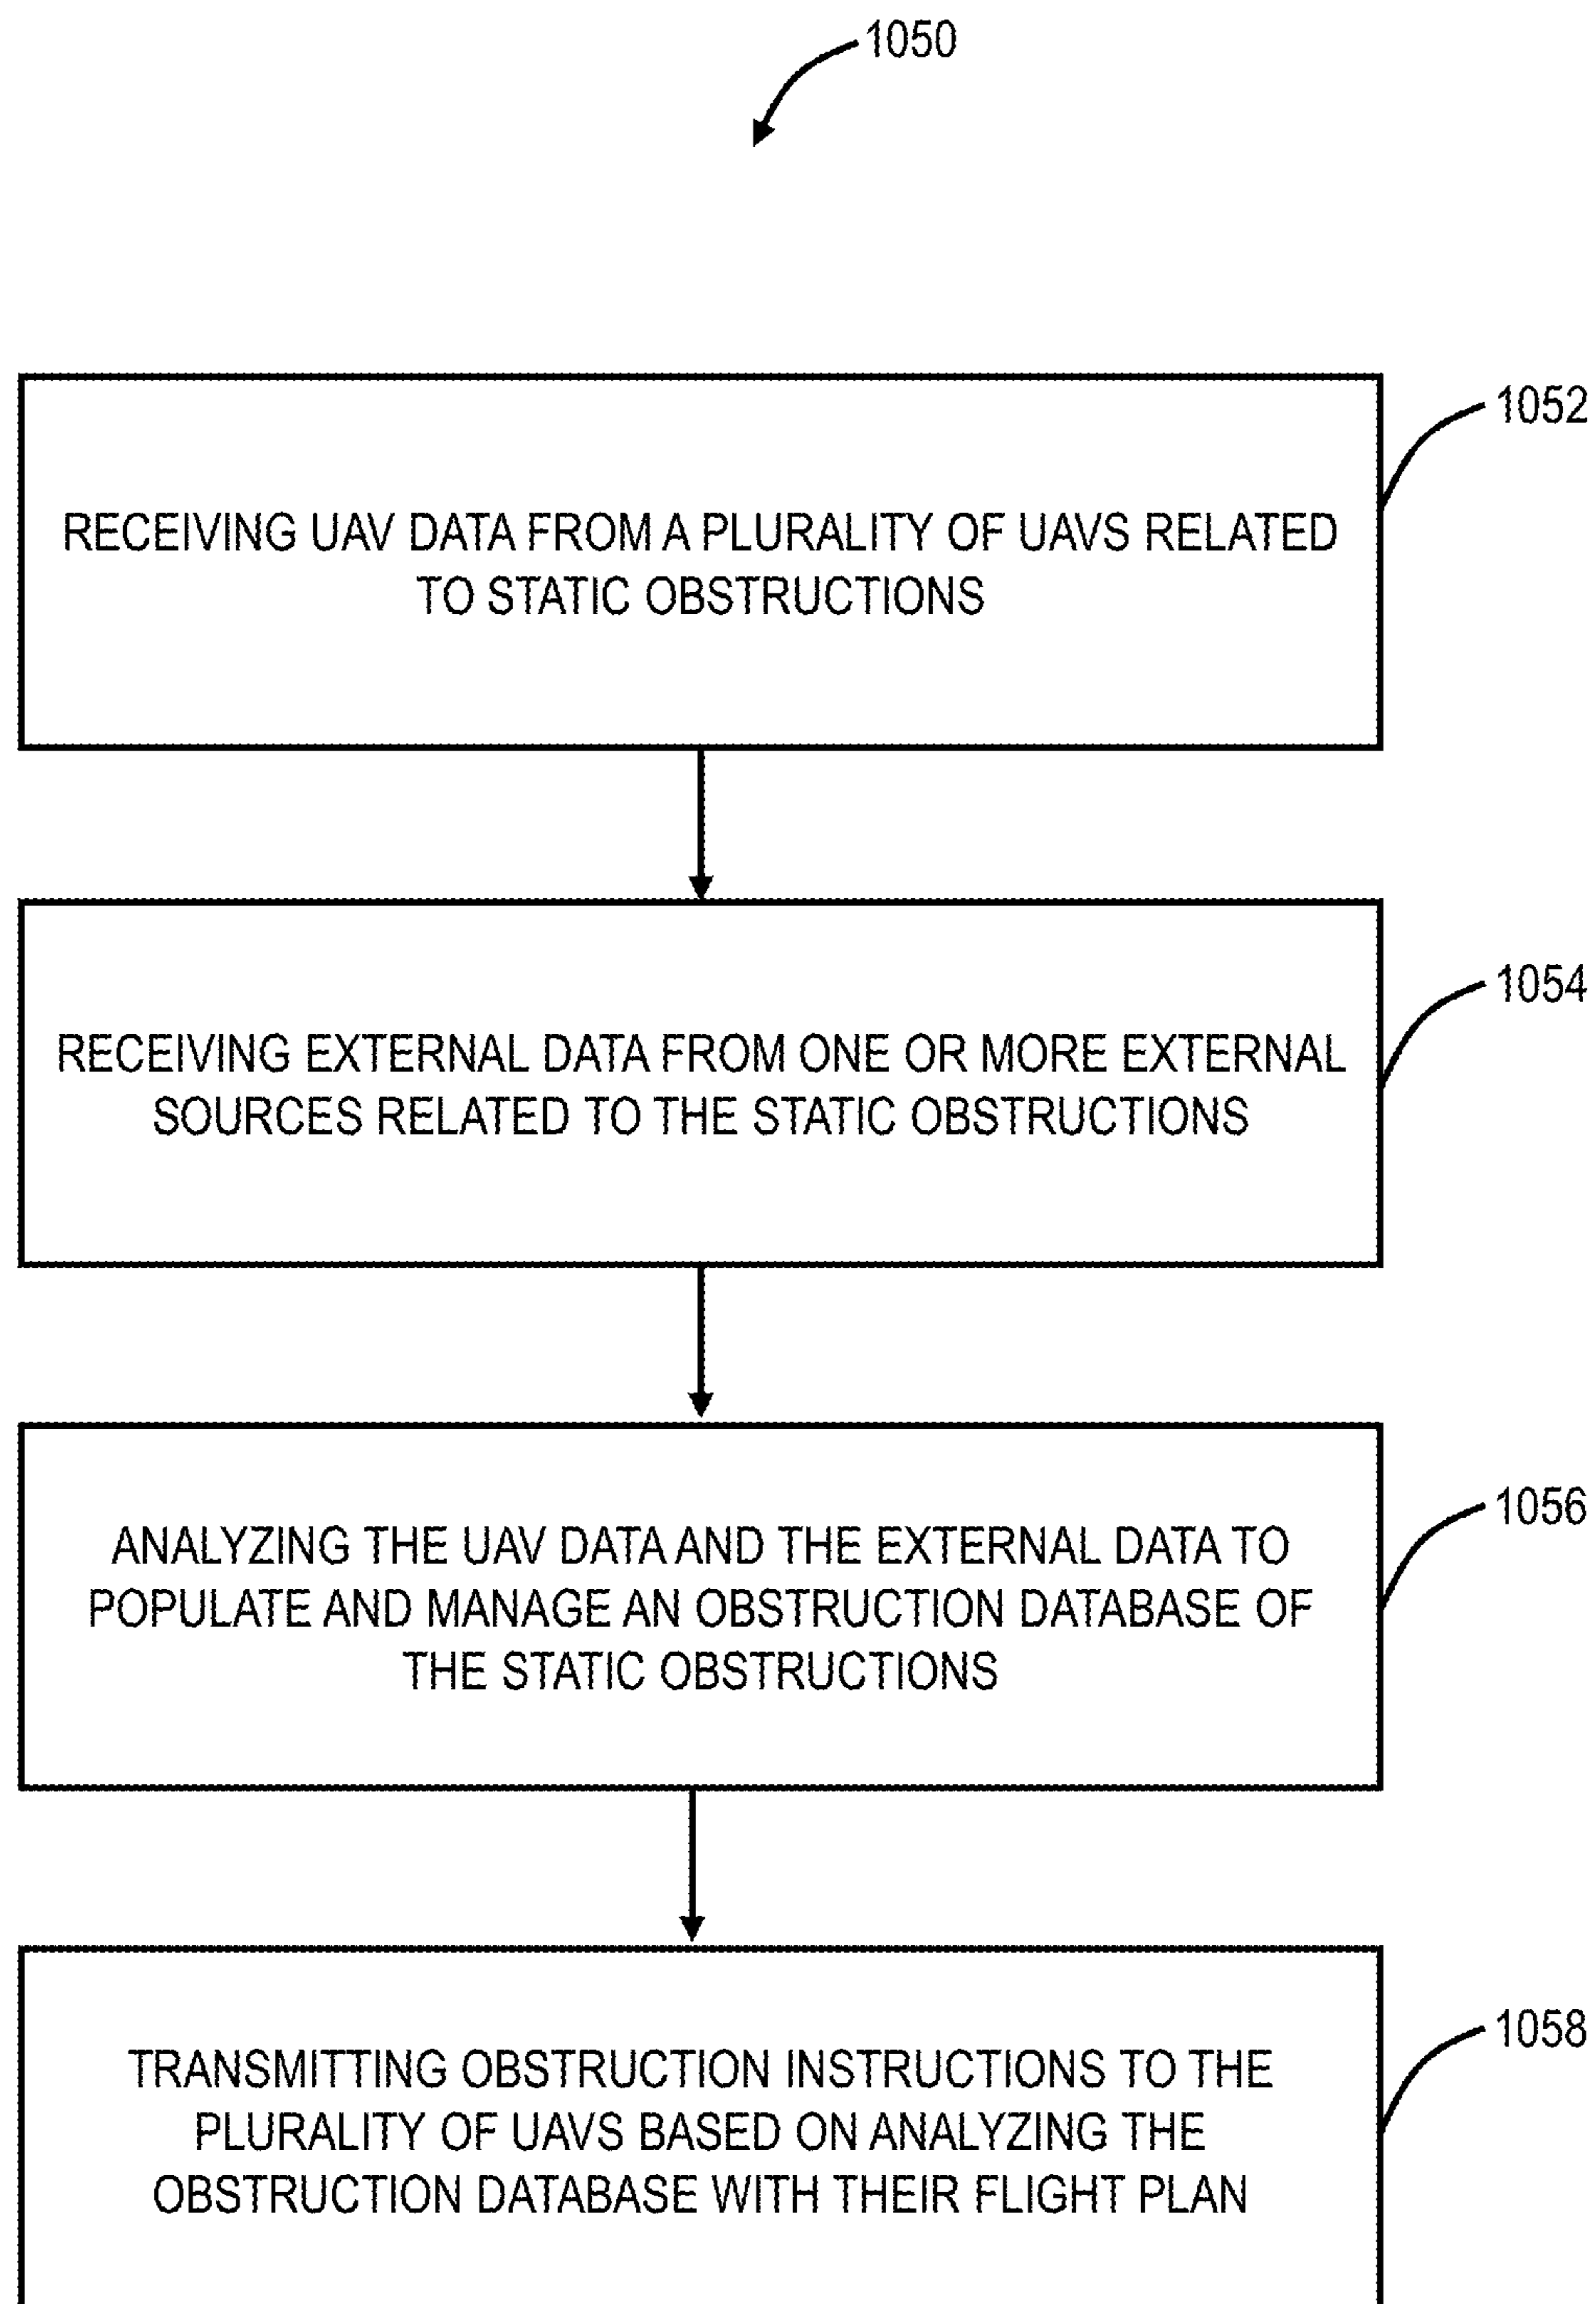 1050
1052
RECEIVING UAV DATA FROM A PLURALITY OF UAVS RELATED
TO STATIC OBSTRUCTIONS
1054
RECEIVING EXTERNAL DATA FROM ONE OR MORE EXTERNAL
SOURCES RELATED TO THE STATIC OBSTRUCTIONS
1056
ANALYZING THE UAV DATA AND THE EXTERNAL DATA TO
POPULATE AND MANAGE AN OBSTRUCTION DATABASE OF
THE STATIC OBSTRUCTIONS
1058
TRANSMITTING OBSTRUCTION INSTRUCTIONS TO THE
PLURALITY OF UAVS BASED ON ANALYZING THE
OBSTRUCTION DATABASE WITH THEIR FLIGHT PLAN